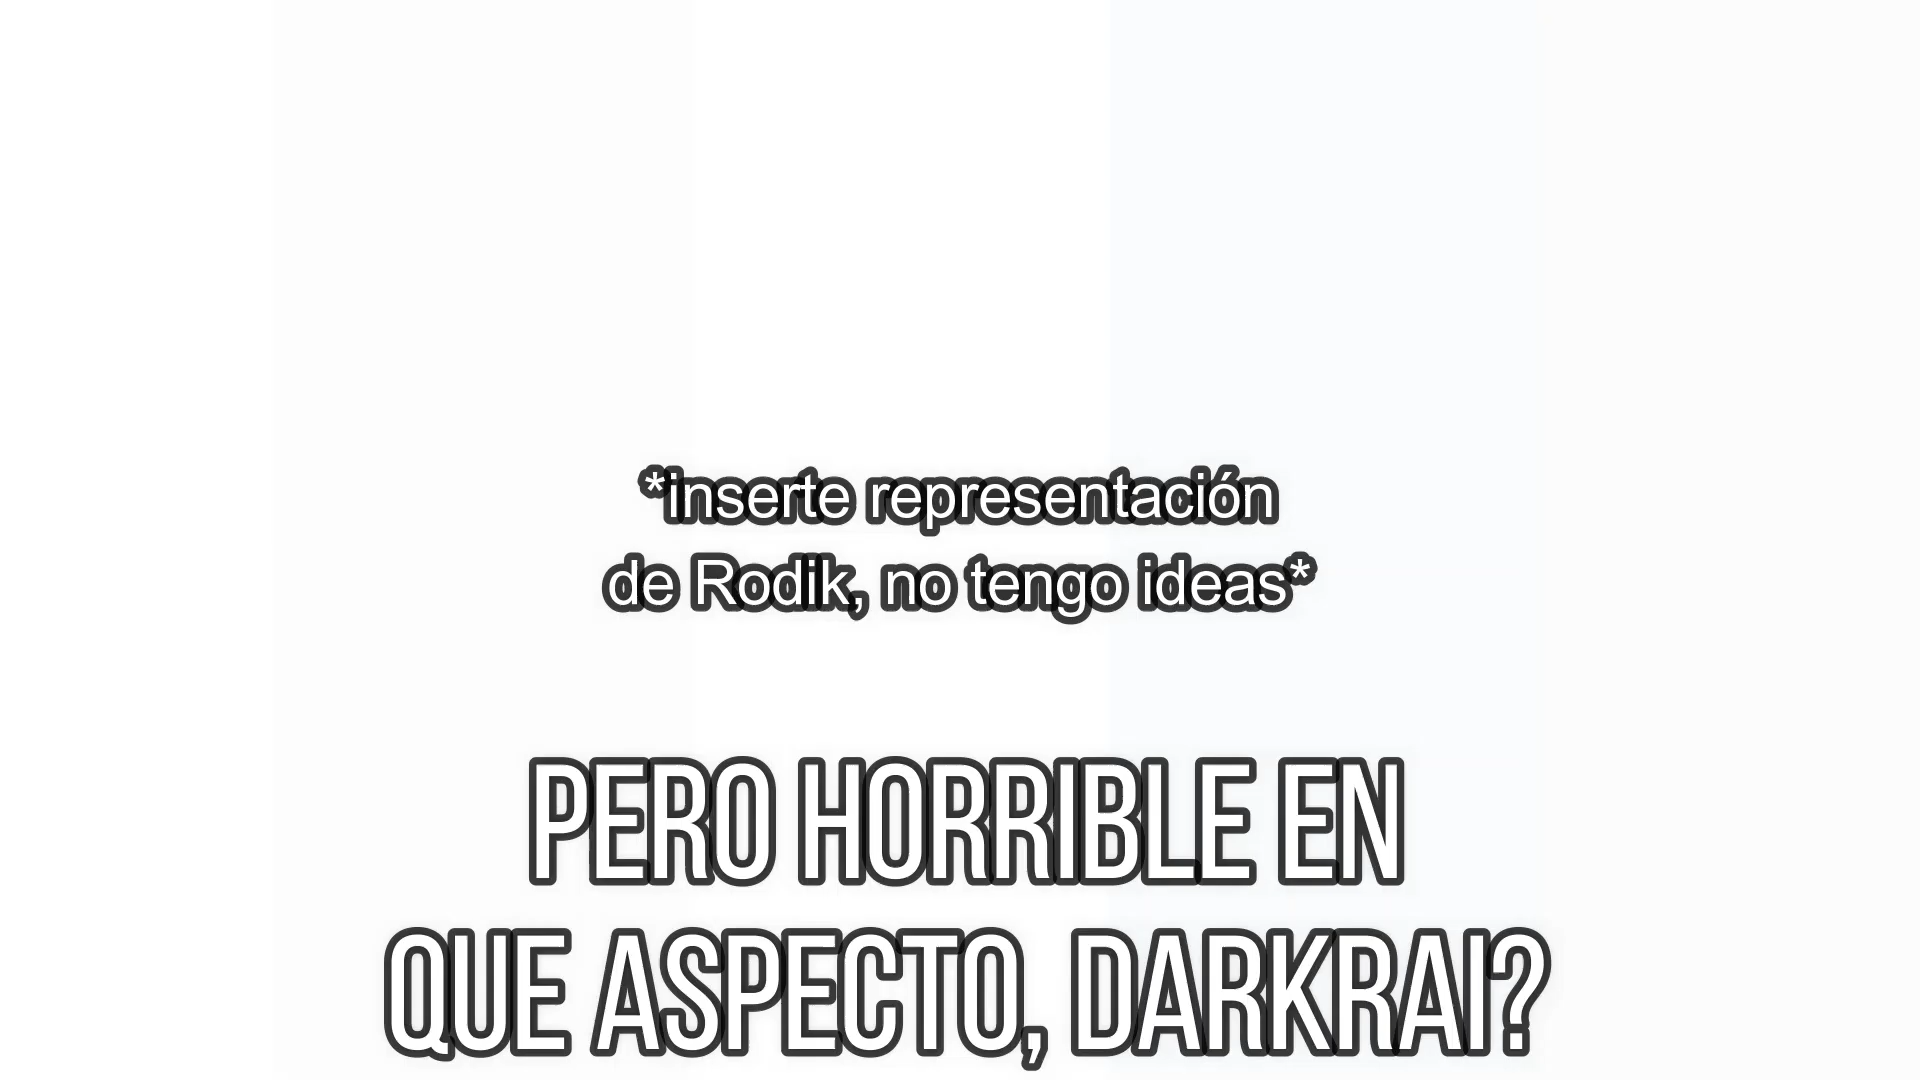 *inserte representación
de Rodik, no tengo ideas*
PERO HORRIBLE EN
QUE ASPECTO, DARKRAI?